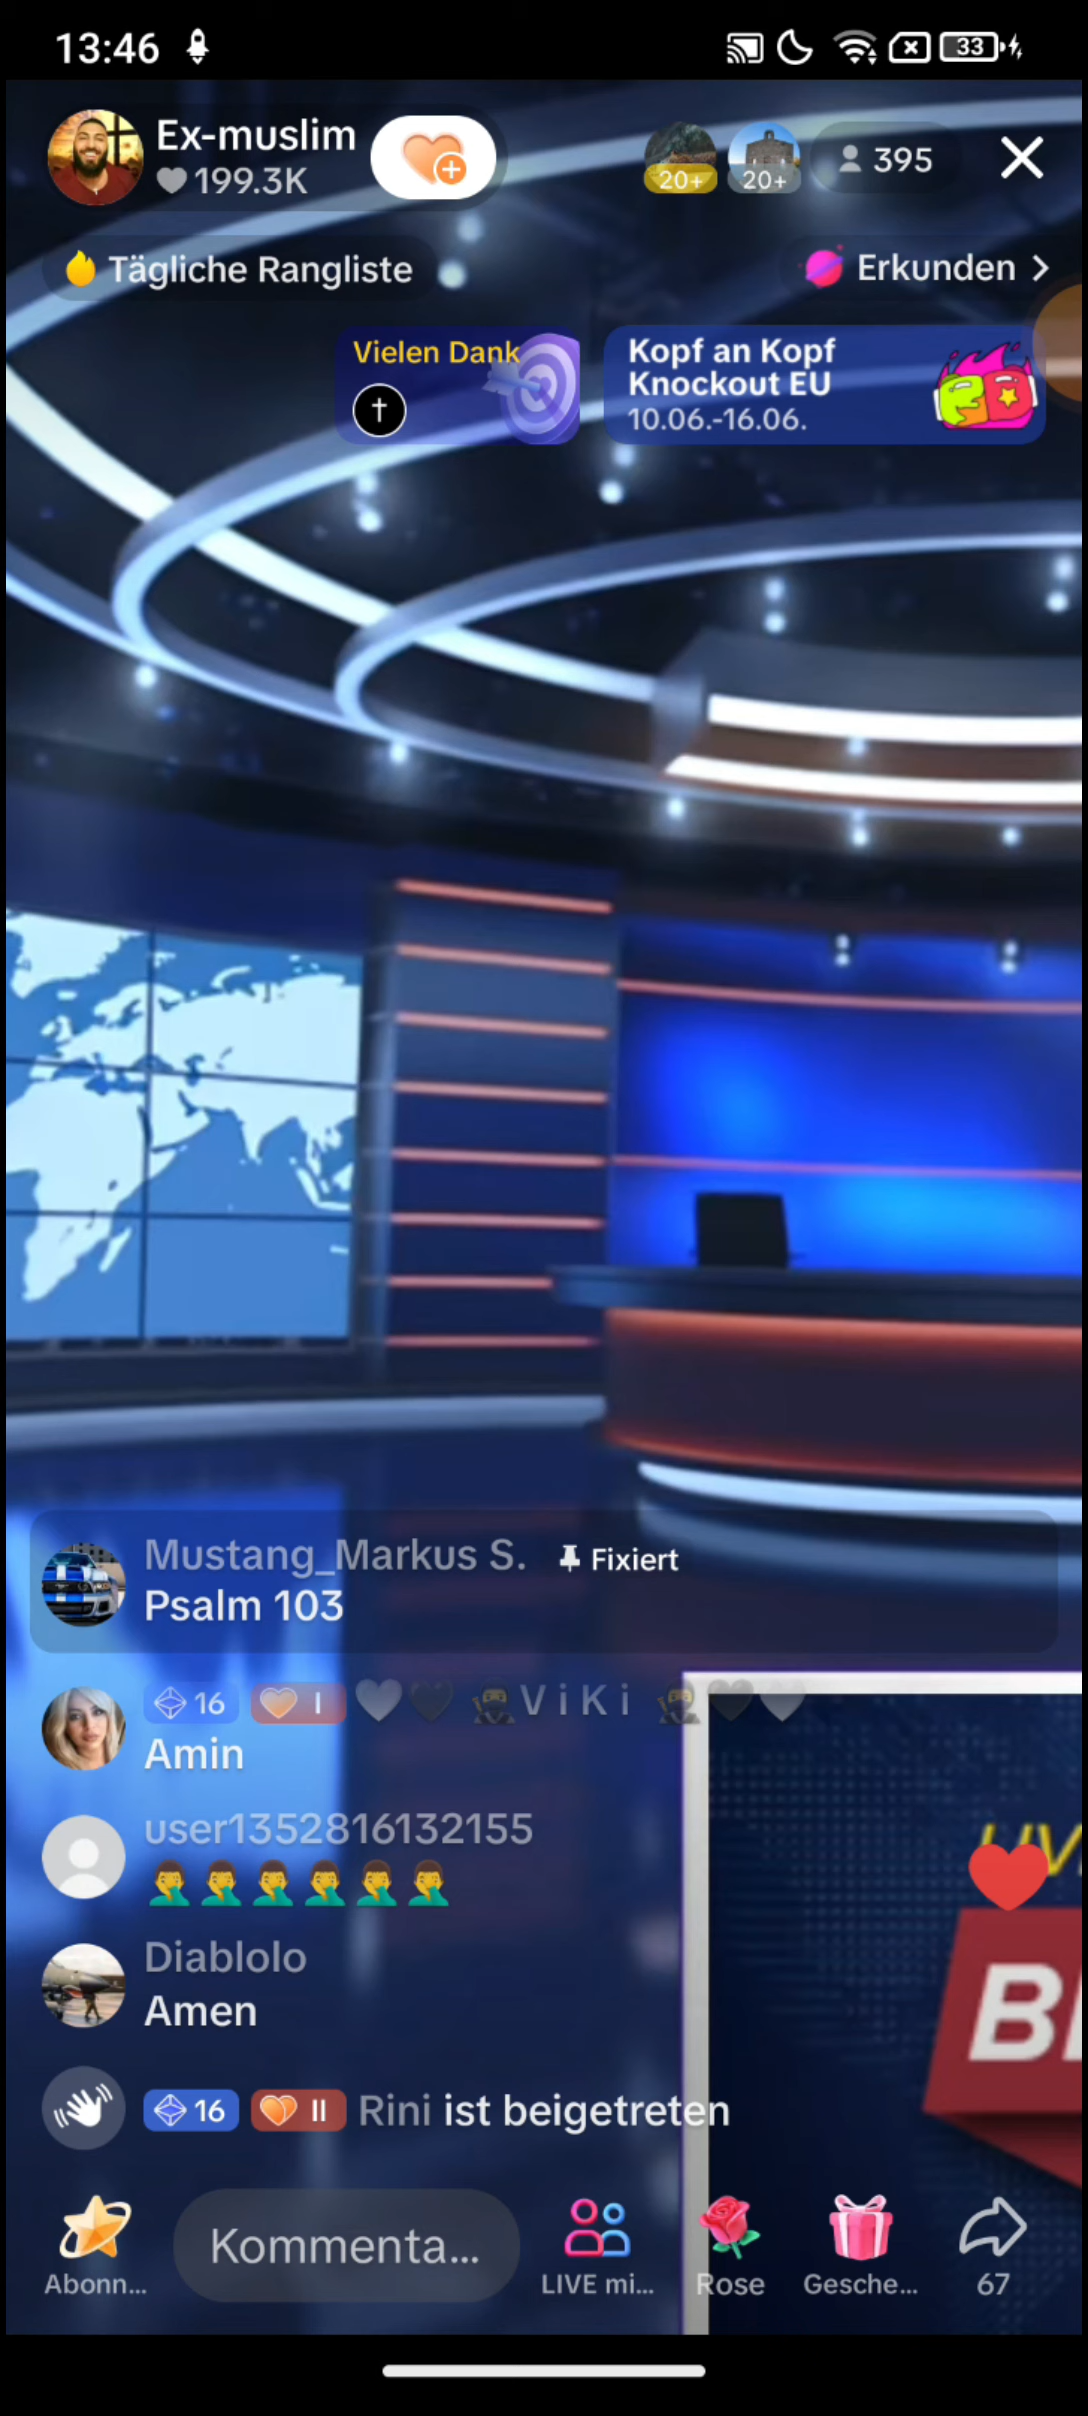 13:46
33
Ex-muslim
199.3K
20+
20+
395
Tägliche Rangliste
Erkunden
Vielen Dank
Kopf an Kopf
Knockout EU
10.06.-16.06.
Mustang_Markus S. Fixiert
Psalm 103
16 I ViKi
Amin
user1352816132155
Diablolo
Amen
16 II Rini ist beigetreten
Kommenta...
Abonn...
LIVE mi...
Rose
Gesche...
67